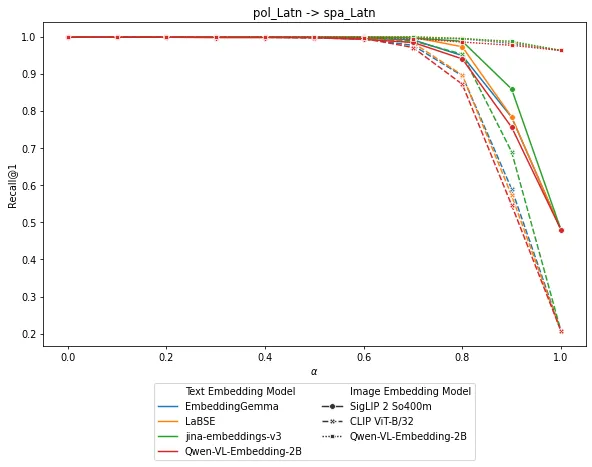 pol_Latn -> spa_Latn
1.0
0.9
0.8
0.7
0.6
0.5
0.4
0.3
0.2
Recall@1
0.0 0.2 0.4 0.6 0.8 1.0
α
Text Embedding Model
EmbeddingGemma
LaBSE
jina-embeddings-v3
Qwen-VL-Embedding-2B
Image Embedding Model
SigLIP 2 So400m
CLIP ViT-B/32
Qwen-VL-Embedding-2B